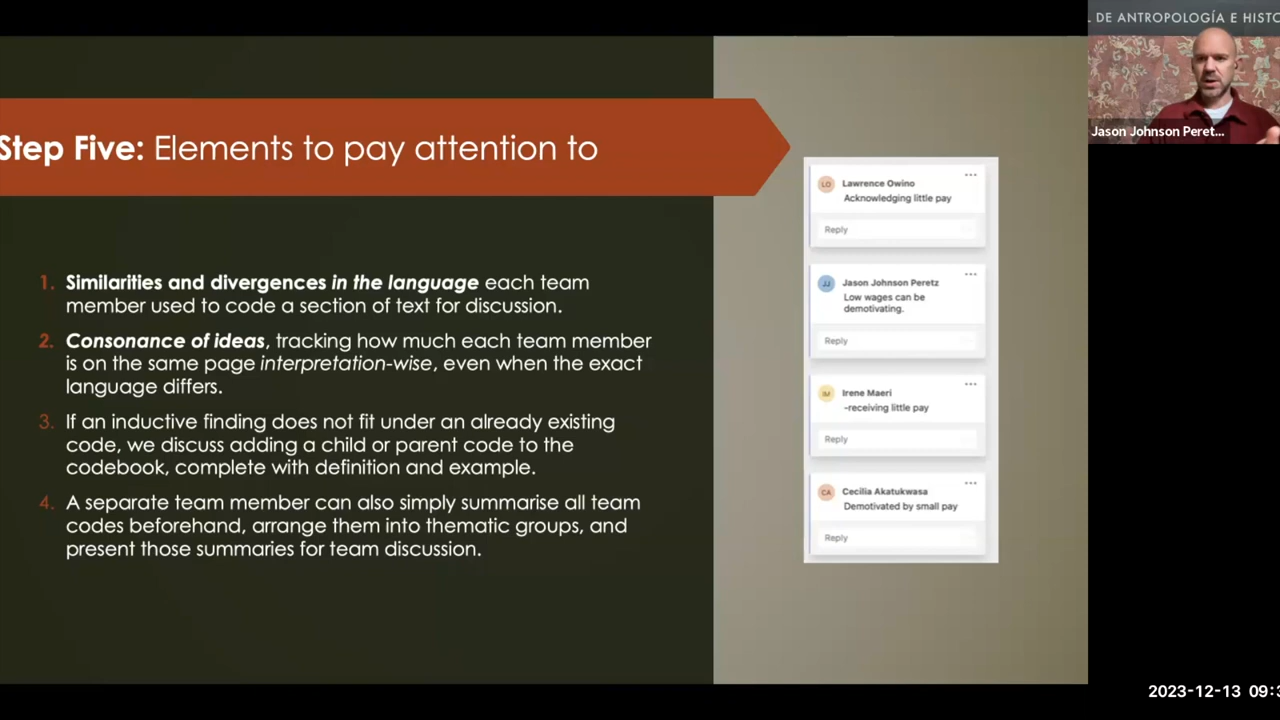 Step Five: Elements to pay attention to
1. Similarities and divergences in the language each team
member used to code a section of text for discussion.
2. Consonance of ideas, tracking how much each team member
is on the same page interpretation-wise, even when the exact
language differs.
3. If an inductive finding does not fit under an already existing
code, we discuss adding a child or parent code to the
codebook, complete with definition and example.
4. A separate team member can also simply summarise all team
codes beforehand, arrange them into thematic groups, and
present those summaries for team discussion.
LO Lawrence Owino
Acknowledging little pay
Reply
JJ Jason Johnson Peretz
Low wages can be
demotivating.
Reply
IM Irene Maeri
-receiving little pay
Reply
CA Cecilia Akatukwasa
Demotivated by small pay
Reply
DE ANTROPOLOGÍA E HISTO
Jason Johnson Peret...
2023-12-13 09: